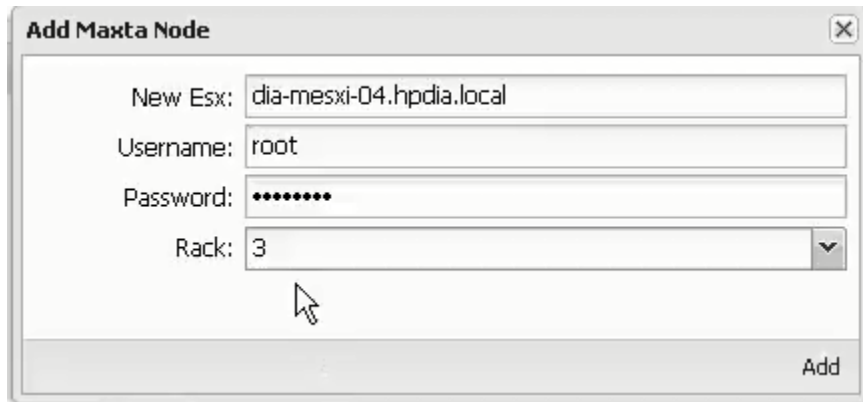 Add Maxta Node
New Esx: dia-mesxi-04.hpdia.local
Username: root
Password: ••••••••
Rack: 3
Add